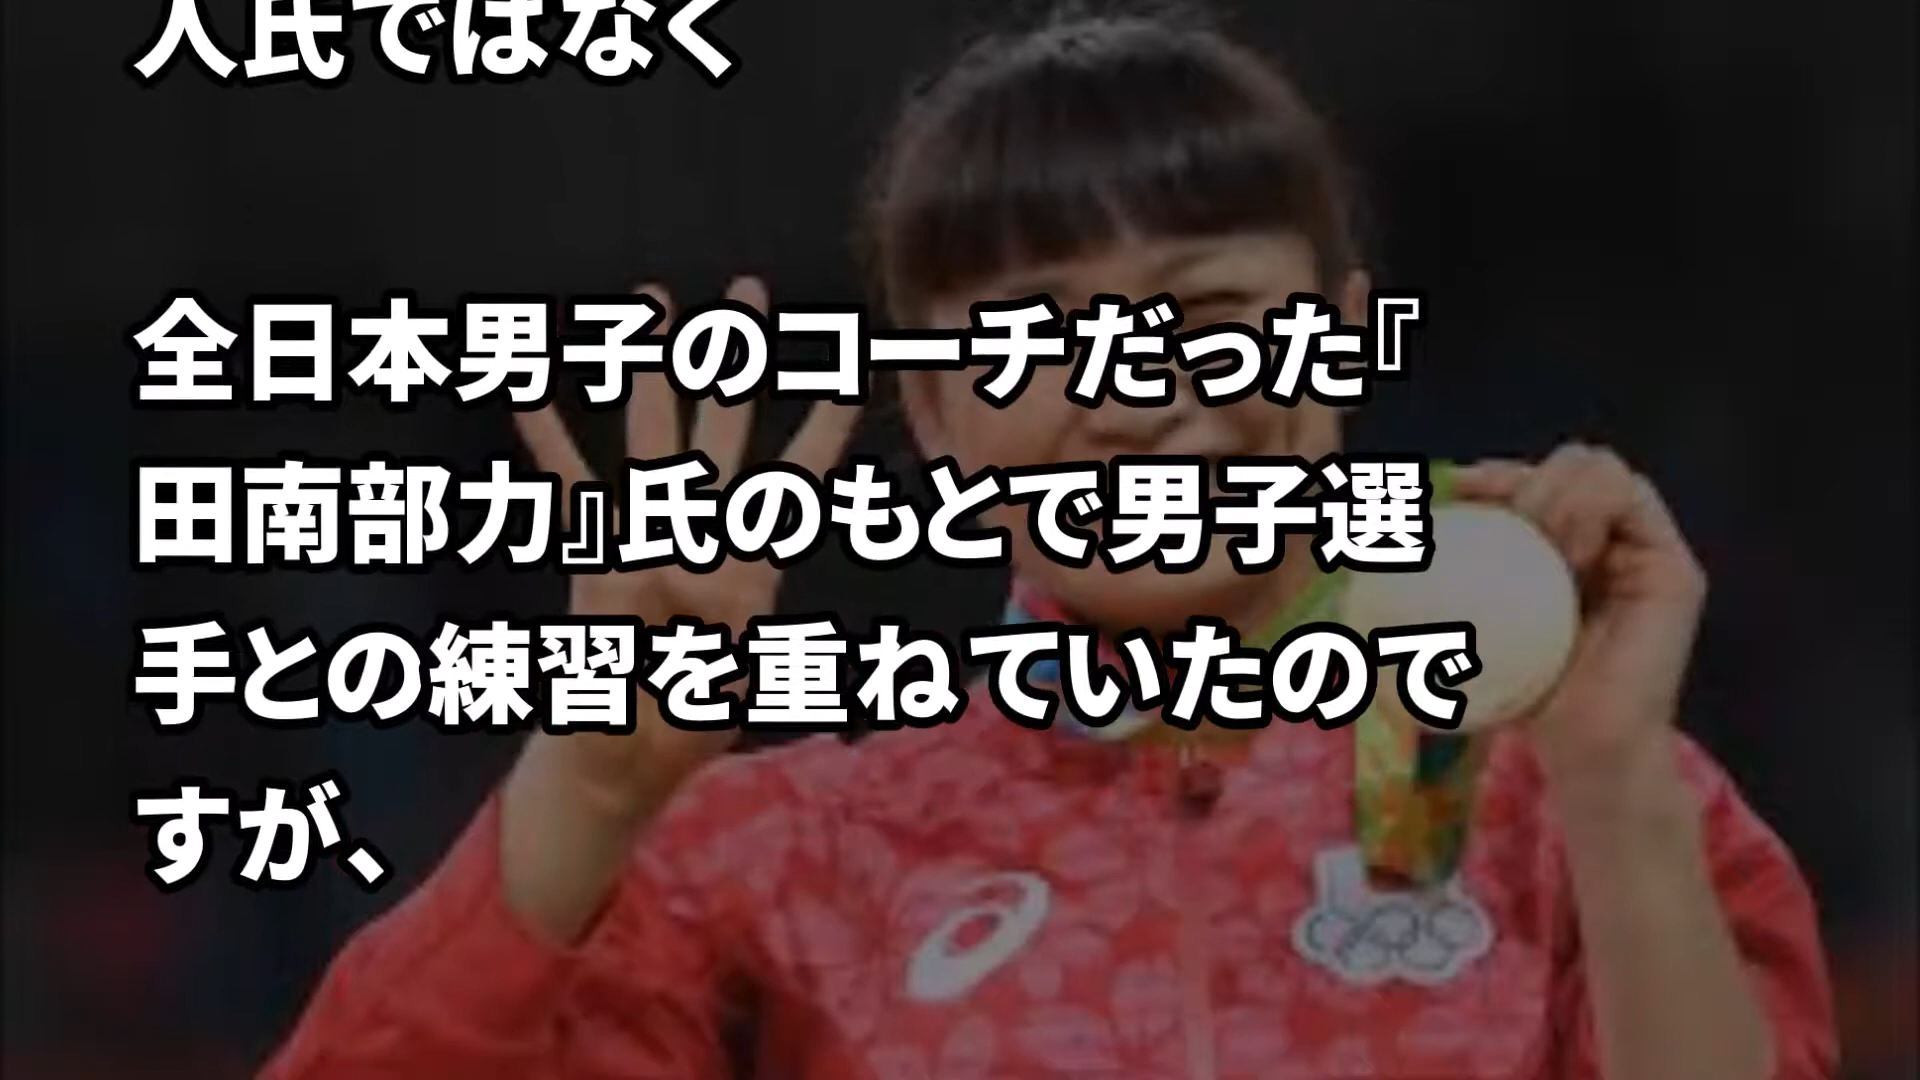 人氏ではなく
全日本男子のコーチだった『
田南部力』氏のもとで男子選
手との練習を重ねていたので
すが、